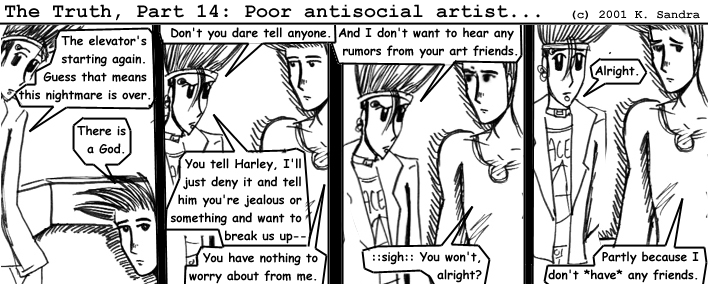 The Truth, Part 14: Poor antisocial artist... (c) 2001 K. Sandra
The elevator's
starting again.
Guess that means
this nightmare is over.
There is
a God.
Don't you dare tell anyone.
You tell Harley, I'll
just deny it and tell
him you're jealous or
something and want to
break us up--
You have nothing to
worry about from me.
And I don't want to hear any
rumors from your art friends.
ACE
::sigh:: You won't,
alright?
Alright.
ACE
Partly because I
don't *have* any friends.